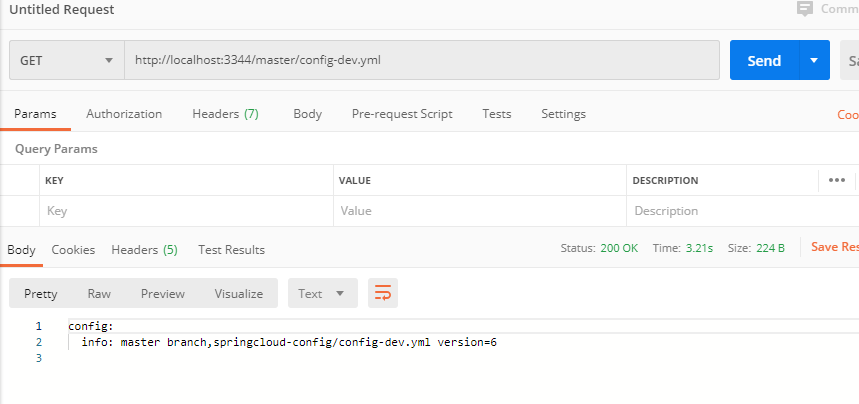 Untitled Request
Comm
GET http://localhost:3344/master/config-dev.yml Send Sa
Params Authorization Headers (7) Body Pre-request Script Tests Settings Coo
Query Params
KEY VALUE DESCRIPTION •••
Key Value Description
Body Cookies Headers (5) Test Results Status: 200 OK Time: 3.21s Size: 224 B Save Res
Pretty Raw Preview Visualize Text
1 config:
2 info: master branch,springcloud-config/config-dev.yml version=6
3